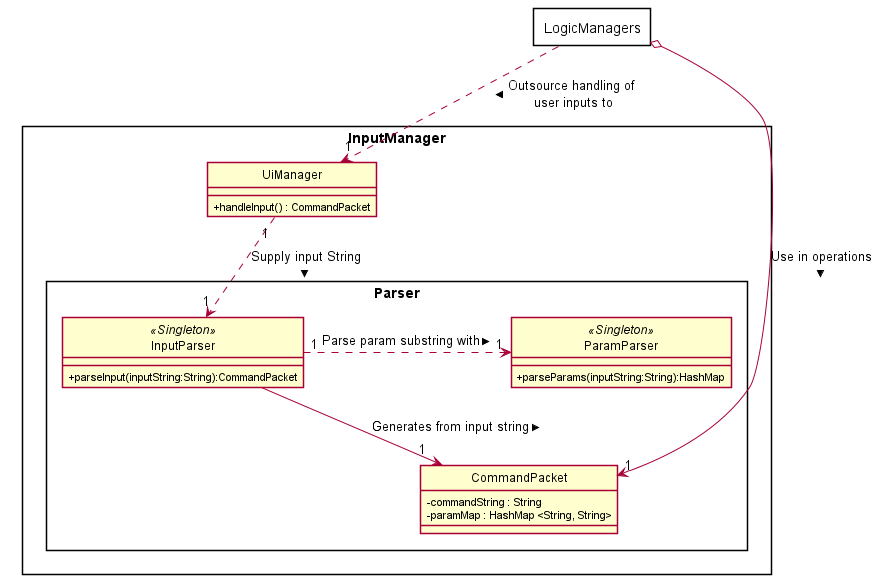 LogicManagers
◄ Outsource handling of
user inputs to
InputManager
1
UiManager
+handleInput() : CommandPacket
1
Supply input String
▼
Use in operations
▼
Parser
1
«Singleton»
InputParser
+parseInput(inputString:String):CommandPacket
1
Parse param substring with ►
1
«Singleton»
ParamParser
+parseParams(inputString:String):HashMap
Generates from input string ►
1
1
CommandPacket
-commandString : String
-paramMap : HashMap <String, String>